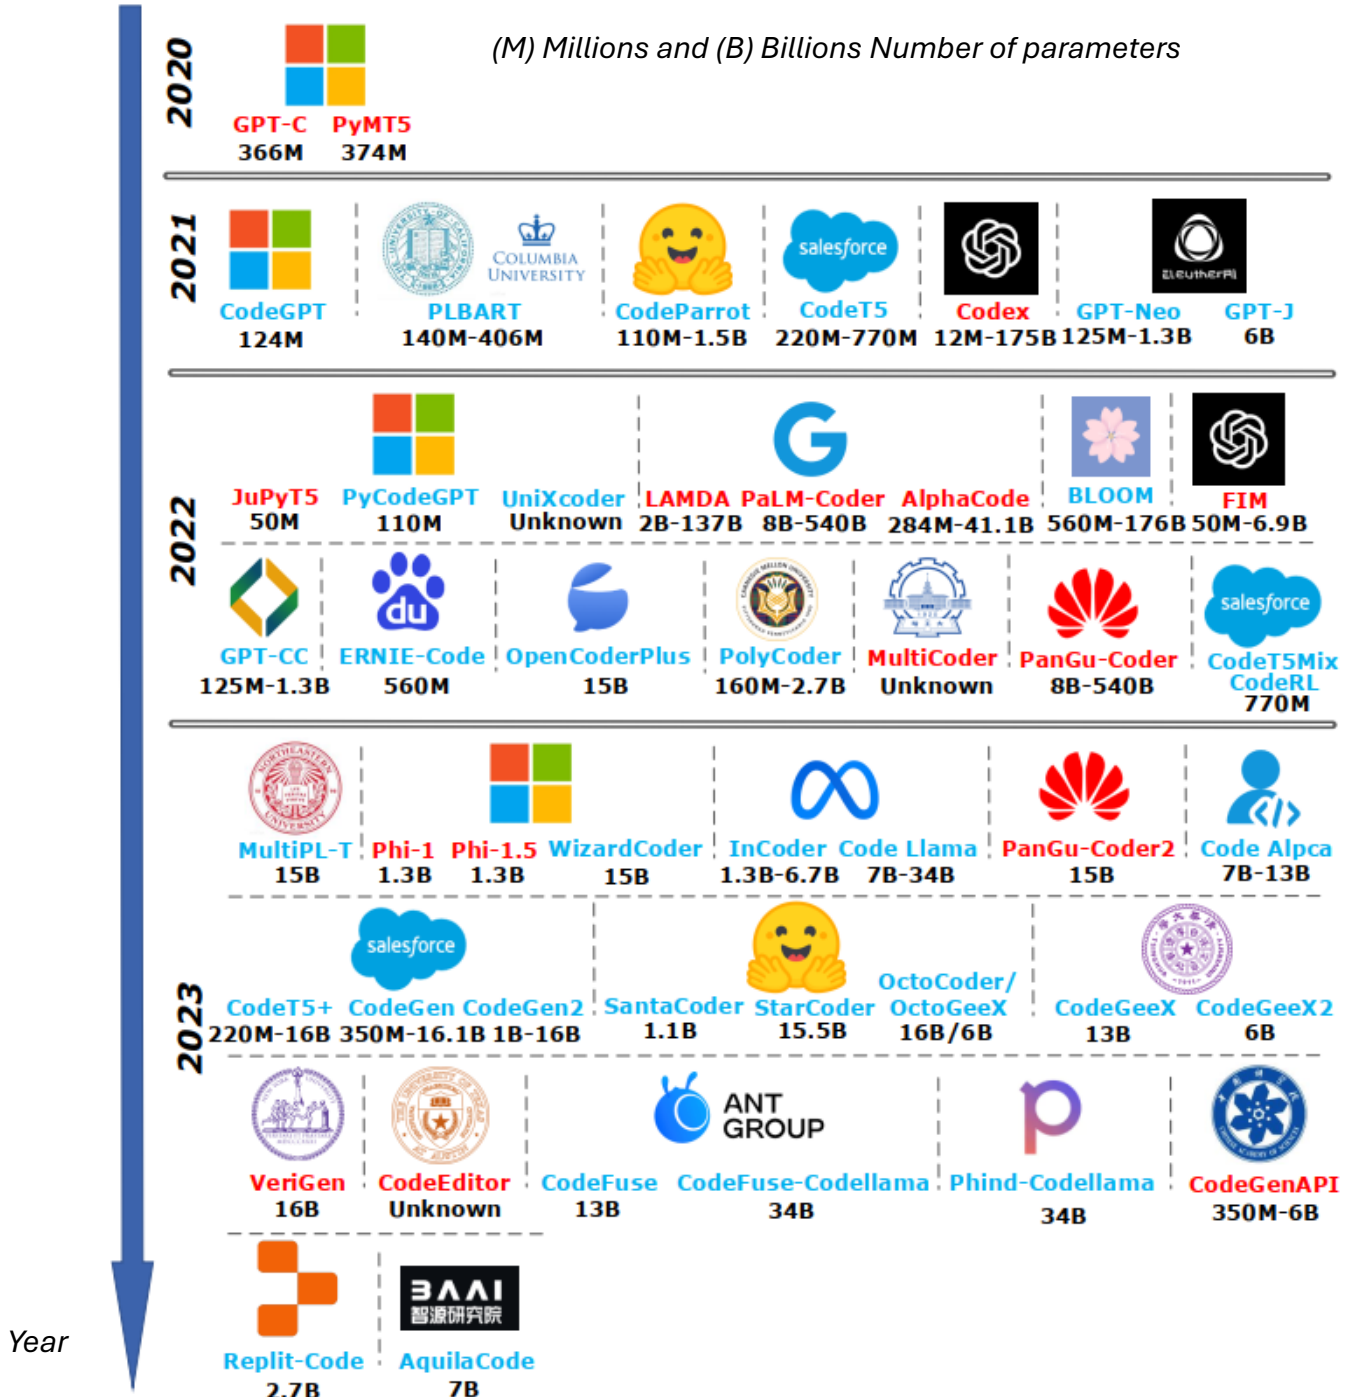 (M) Millions and (B) Billions Number of parameters
2020
GPT-C PyMT5
366M 374M
2021
COLUMBIA
UNIVERSITY
salesforce
EleutherAI
CodeGPT PLBART CodeParrot CodeT5 Codex GPT-Neo GPT-J
124M 140M-406M 110M-1.5B 220M-770M 12M-175B 125M-1.3B 6B
2022
JuPyT5 PyCodeGPT UniXcoder LAMDA PaLM-Coder AlphaCode BLOOM FIM
50M 110M Unknown 2B-137B 8B-540B 284M-41.1B 560M-176B 50M-6.9B
du
salesforce
GPT-CC ERNIE-Code OpenCoderPlus PolyCoder MultiCoder PanGu-Coder CodeT5Mix
CodeRL
125M-1.3B 560M 15B 160M-2.7B Unknown 8B-540B 770M
2023
NORTHEASTERN
UNIVERSITY
MultiPL-T Phi-1 Phi-1.5 WizardCoder InCoder Code Llama PanGu-Coder2 Code Alpca
15B 1.3B 1.3B 15B 1.3B-6.7B 7B-34B 15B 7B-13B
salesforce
CodeT5+ CodeGen CodeGen2 SantaCoder StarCoder OctoCoder/
OctoGeeX CodeGeeX CodeGeeX2
220M-16B 350M-16.1B 1B-16B 1.1B 15.5B 16B/6B 13B 6B
ANT
GROUP
VeriGen CodeEditor CodeFuse CodeFuse-Codellama Phind-Codellama CodeGenAPI
16B Unknown 13B 34B 34B 350M-6B
BAAI
智源研究院
Replit-Code AquilaCode
2.7B 7B
Year